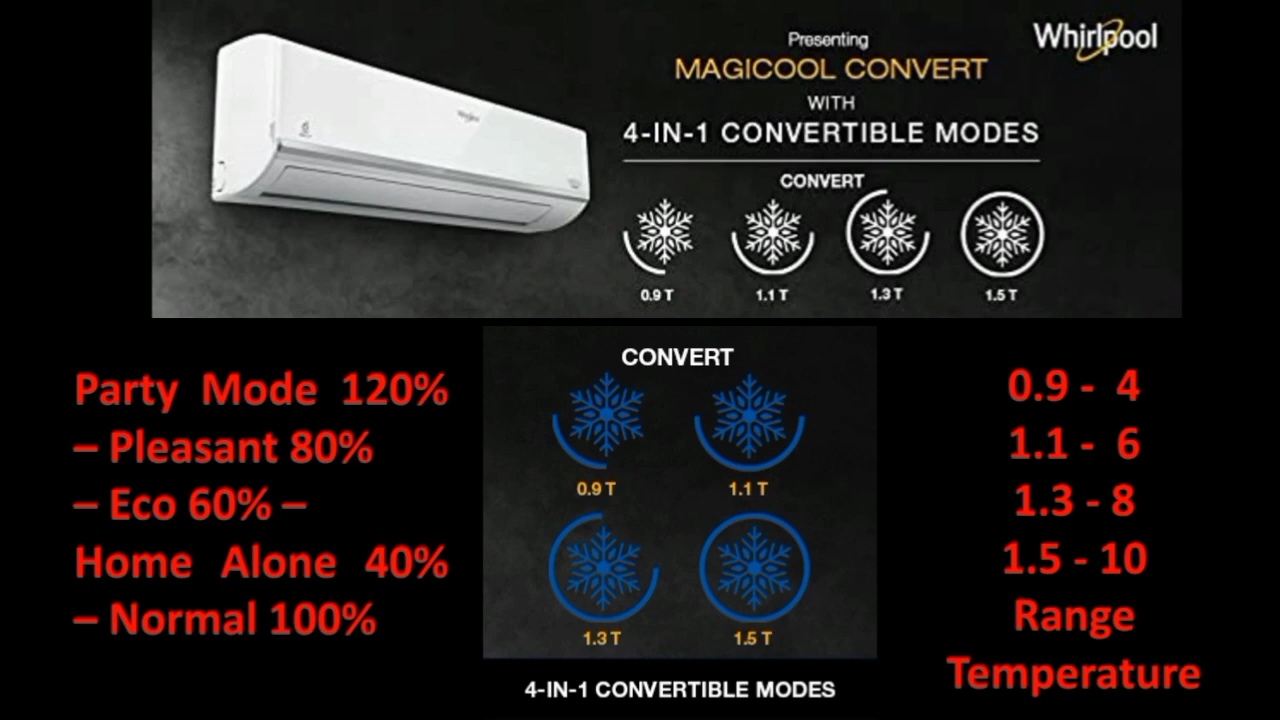 Presenting
Whirlpool
MAGICOOL CONVERT
WITH
4-IN-1 CONVERTIBLE MODES
CONVERT
0.9 T 1.1 T 1.3 T 1.5 T
Party Mode 120%
– Pleasant 80%
– Eco 60% –
Home Alone 40%
– Normal 100%
CONVERT
0.9 T 1.1 T
1.3 T 1.5 T
4-IN-1 CONVERTIBLE MODES
0.9 - 4
1.1 - 6
1.3 - 8
1.5 - 10
Range
Temperature